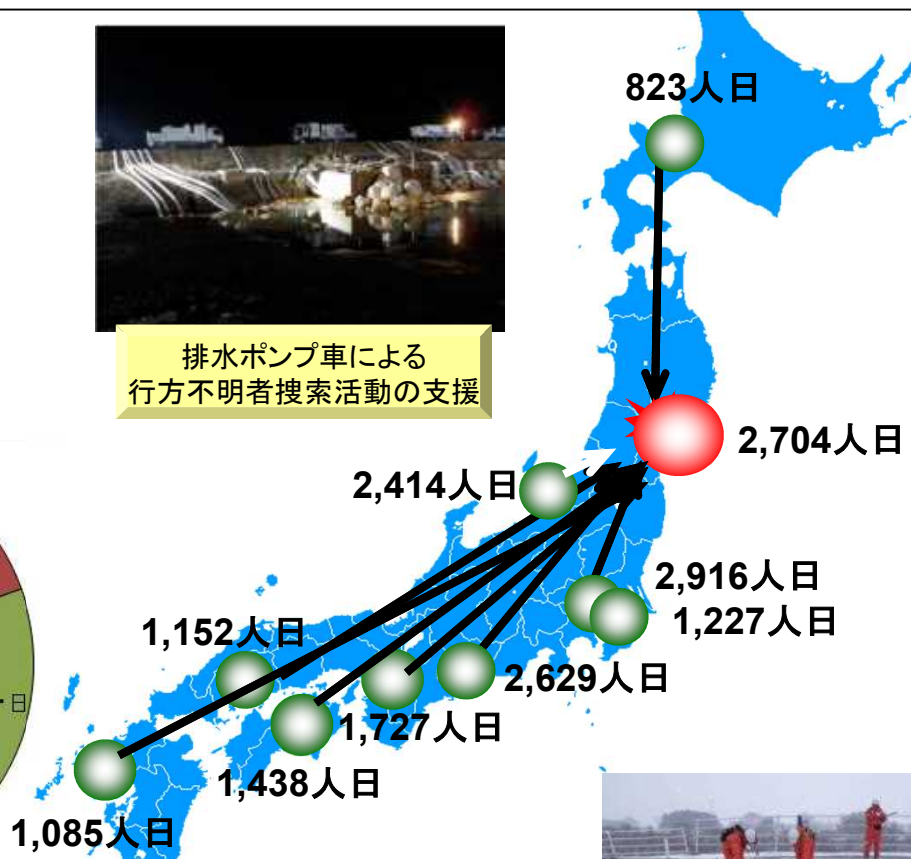 823人日
排水ポンプ車による
行方不明者捜索活動の支援
2,704人日
2,414人日
2,916人日
1,227人日
1,152人日
2,629人日
日
1,727人日
1,438人日
1,085人日